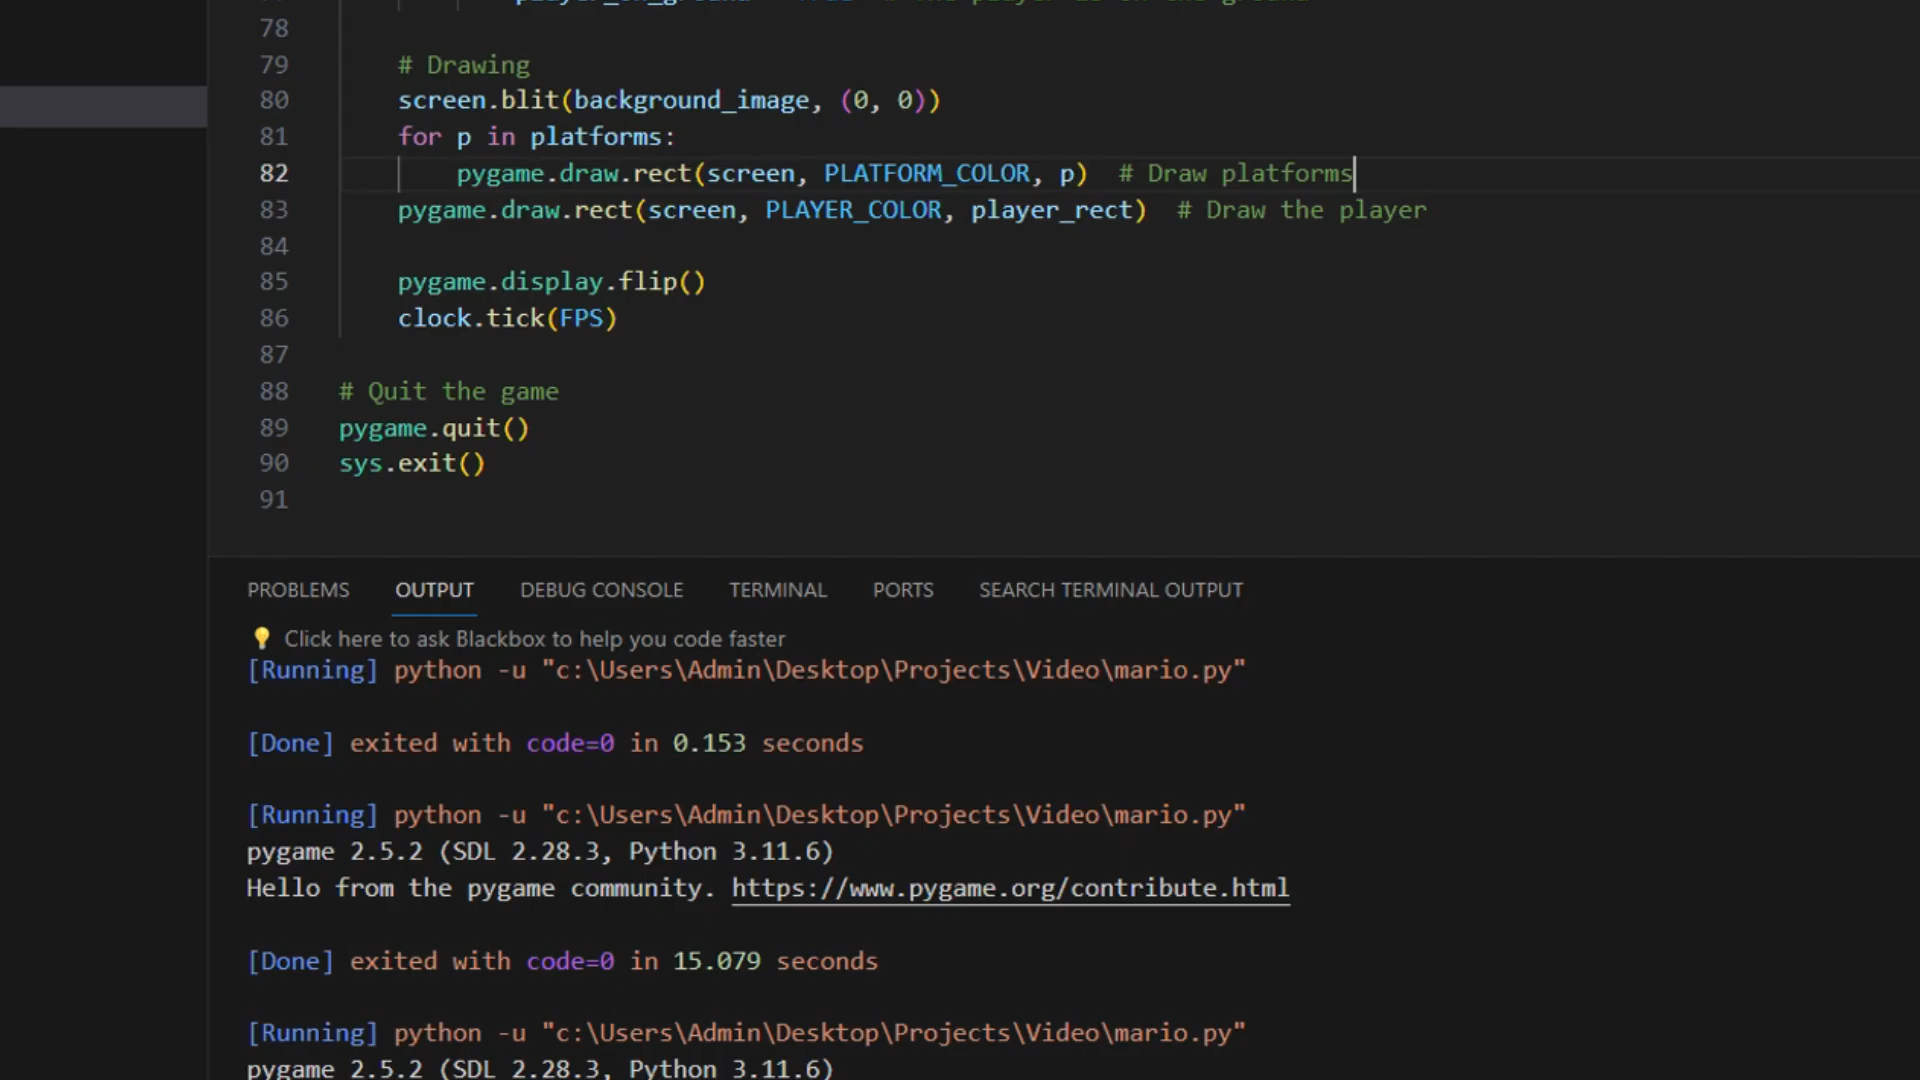 78
79 # Drawing
80 screen.blit(background_image, (0, 0))
81 for p in platforms:
82 pygame.draw.rect(screen, PLATFORM_COLOR, p)  # Draw platforms
83 pygame.draw.rect(screen, PLAYER_COLOR, player_rect)  # Draw the player
84
85 pygame.display.flip()
86 clock.tick(FPS)
87
88 # Quit the game
89 pygame.quit()
90 sys.exit()
91
PROBLEMS OUTPUT DEBUG CONSOLE TERMINAL PORTS SEARCH TERMINAL OUTPUT
Click here to ask Blackbox to help you code faster
[Running] python -u "c:\Users\Admin\Desktop\Projects\Video\mario.py"
[Done] exited with code=0 in 0.153 seconds
[Running] python -u "c:\Users\Admin\Desktop\Projects\Video\mario.py"
pygame 2.5.2 (SDL 2.28.3, Python 3.11.6)
Hello from the pygame community. https://www.pygame.org/contribute.html
[Done] exited with code=0 in 15.079 seconds
[Running] python -u "c:\Users\Admin\Desktop\Projects\Video\mario.py"
pygame 2.5.2 (SDL 2.28.3, Python 3.11.6)